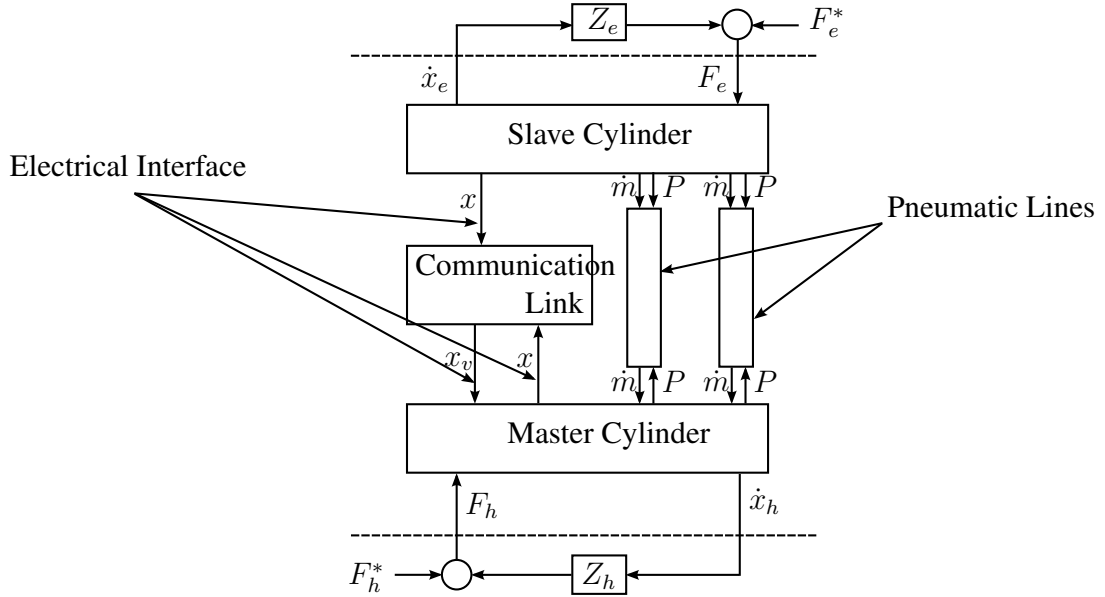 Z_e
F_e^*
ẋ_e
F_e
Slave Cylinder
Electrical Interface
x
ṁ P ṁ P
Pneumatic Lines
Communication
Link
x_v x ṁ P ṁ P
Master Cylinder
F_h
ẋ_h
F_h^*
Z_h